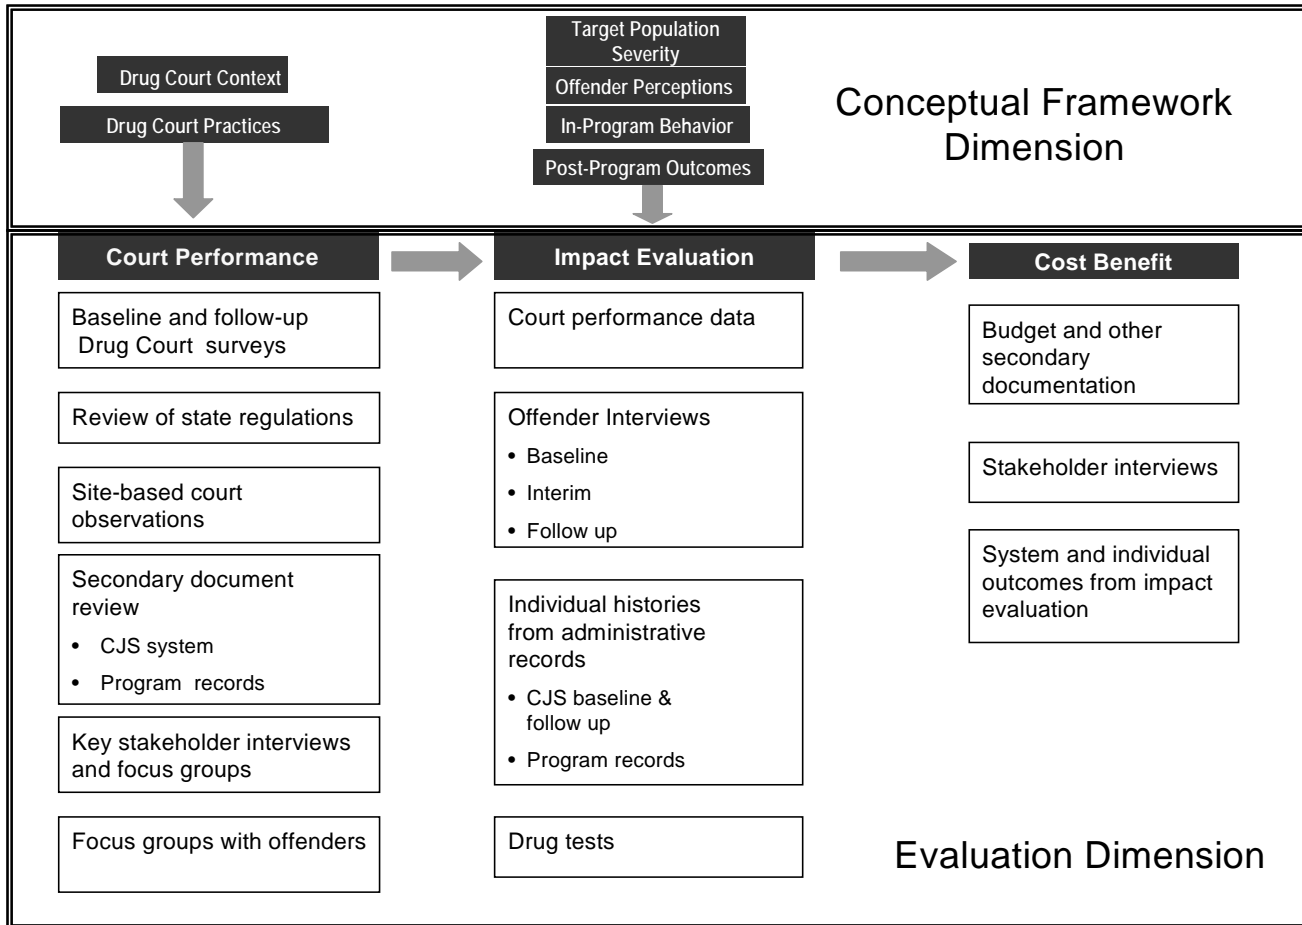 Target Population
Severity
Drug Court Context
Offender Perceptions
Drug Court Practices
In-Program Behavior
Post-Program Outcomes
Conceptual Framework
Dimension
Court Performance
Baseline and follow-up
Drug Court surveys
Review of state regulations
Site-based court
observations
Secondary document
review
• CJS system
• Program records
Key stakeholder interviews
and focus groups
Focus groups with offenders
Impact Evaluation
Court performance data
Offender Interviews
• Baseline
• Interim
• Follow up
Individual histories
from administrative
records
• CJS baseline &
follow up
• Program records
Drug tests
Cost Benefit
Budget and other
secondary
documentation
Stakeholder interviews
System and individual
outcomes from impact
evaluation
Evaluation Dimension